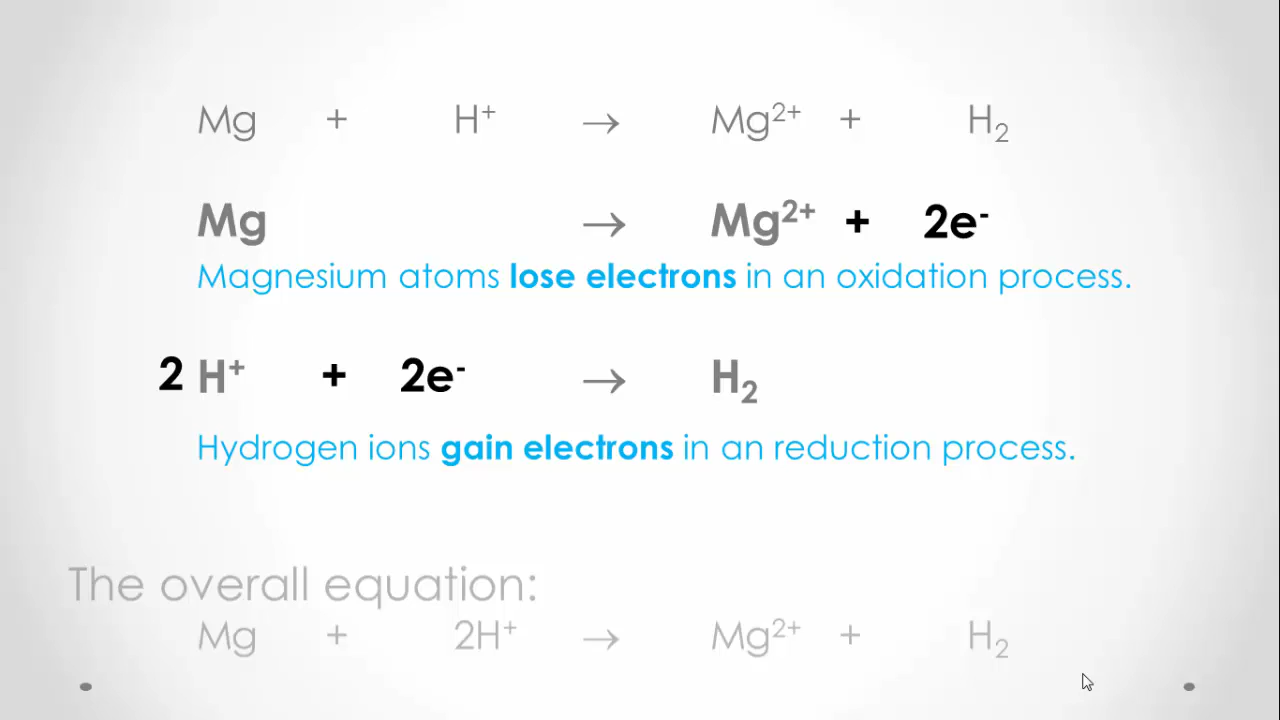 Mg + H⁺ → Mg²⁺ + H₂
Mg → Mg²⁺ + 2e⁻
Magnesium atoms lose electrons in an oxidation process.
2 H⁺ + 2e⁻ → H₂
Hydrogen ions gain electrons in an reduction process.
The overall equation:
Mg + 2H⁺ → Mg²⁺ + H₂